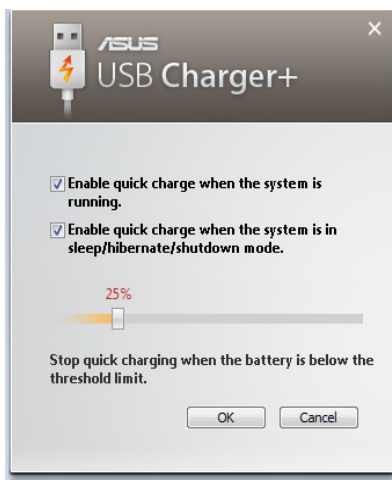 ASUS
USB Charger+
Enable quick charge when the system is
running.
Enable quick charge when the system is in
sleep/hibernate/shutdown mode.
25%
Stop quick charging when the battery is below the
threshold limit.
OK Cancel